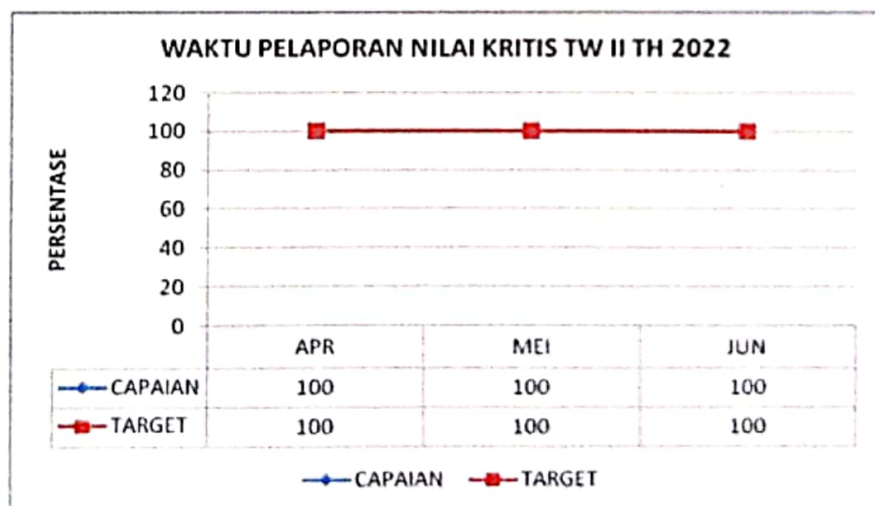 WAKTU PELAPORAN NILAI KRITIS TW II TH 2022
PERSENTASE
120
100
80
60
40
20
0
APR MEI JUN
CAPAIAN 100 100 100
TARGET 100 100 100
CAPAIAN TARGET